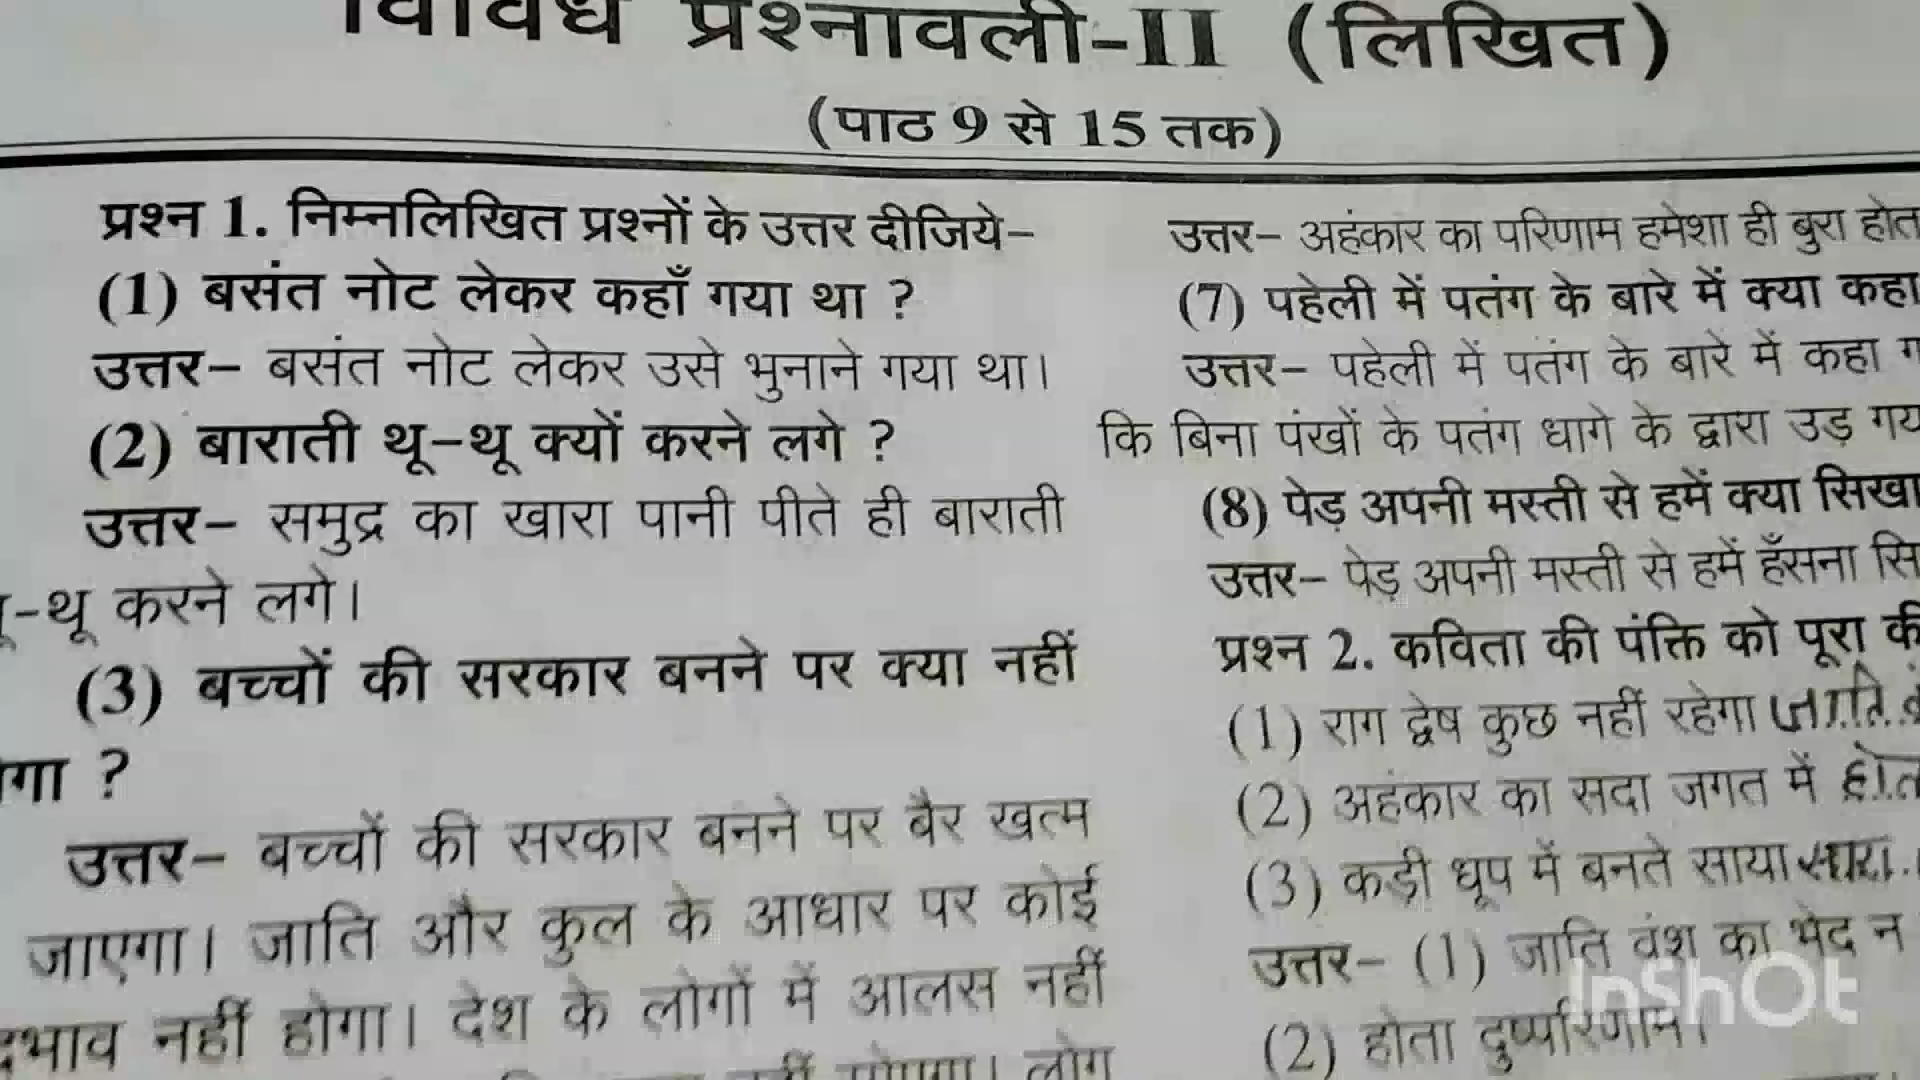 विविध प्रश्नावली-II (लिखित)
(पाठ 9 से 15 तक)
प्रश्न 1. निम्नलिखित प्रश्नों के उत्तर दीजिये-
(1) बसंत नोट लेकर कहाँ गया था ?
उत्तर- बसंत नोट लेकर उसे भुनाने गया था।
(2) बाराती थू-थू क्यों करने लगे ?
उत्तर- समुद्र का खारा पानी पीते ही बाराती
-थू करने लगे।
(3) बच्चों की सरकार बनने पर क्या नहीं
गा ?
उत्तर- बच्चों की सरकार बनने पर बैर खत्म
जाएगा। जाति और कुल के आधार पर कोई
भाव नहीं होगा। देश के लोगों में आलस नहीं
लोग
उत्तर- अहंकार का परिणाम हमेशा ही बुरा होत
(7) पहेली में पतंग के बारे में क्या कहा
उत्तर- पहेली में पतंग के बारे में कहा ग
कि बिना पंखों के पतंग धागे के द्वारा उड़ गय
(8) पेड़ अपनी मस्ती से हमें क्या सिखा
उत्तर- पेड़ अपनी मस्ती से हमें हँसना सि
प्रश्न 2. कविता की पंक्ति को पूरा की
(1) राग द्वेष कुछ नहीं रहेगा जाति
(2) अहंकार का सदा जगत में होत
(3) कड़ी धूप में बनते साया सारा
उत्तर- (1) जाति वंश का भेद न
(2) होता दुष्परिणाम।
InShOt